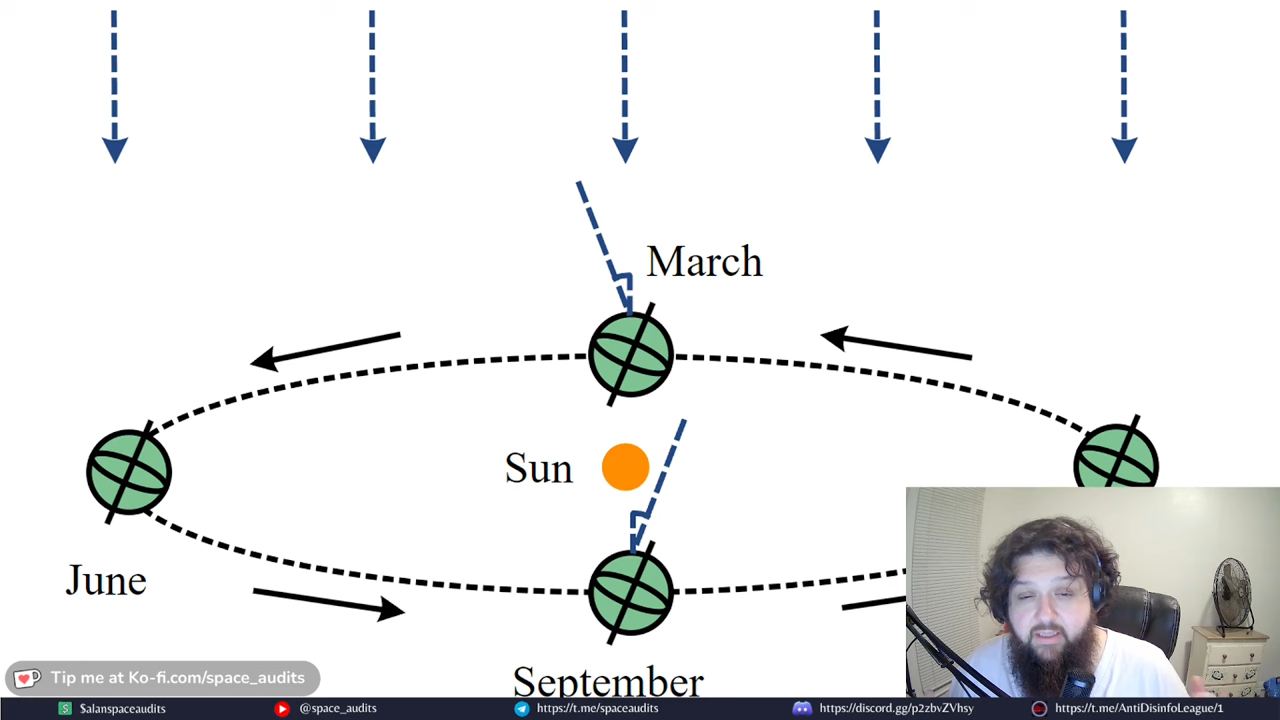 March
Sun
June
September
Tip me at Ko-fi.com/space_audits
$alanspaceaudits
@space_audits
https://t.me/spaceaudits
https://discord.gg/p2zbvZVhsy
https://t.me/AntiDisinfoLeague/1